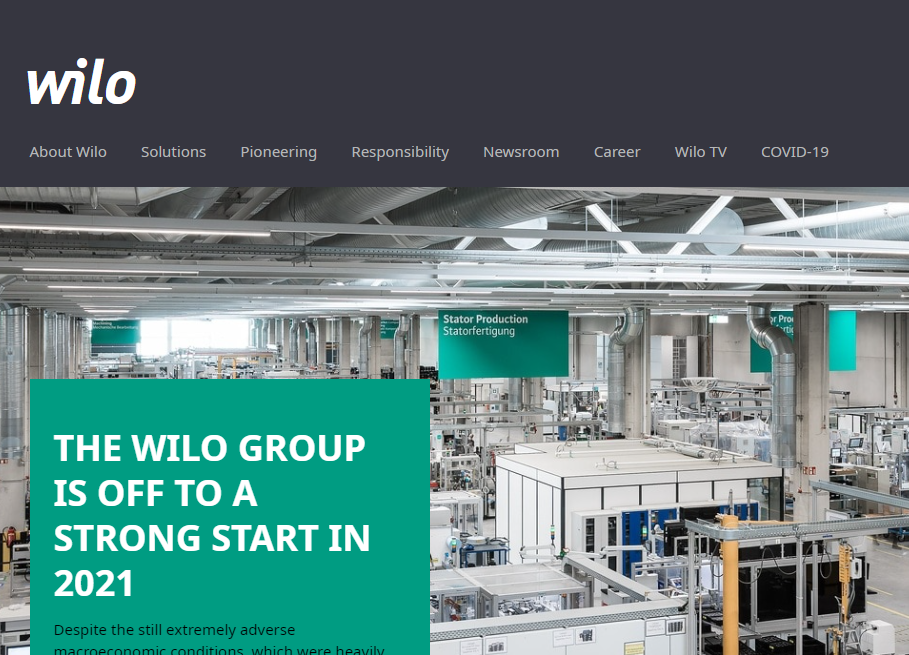 wilo
About Wilo Solutions Pioneering Responsibility Newsroom Career Wilo TV COVID-19
Stator Production
Statorfertigung
THE WILO GROUP
IS OFF TO A
STRONG START IN
2021
Despite the still extremely adverse
macroeconomic conditions, which were heavily